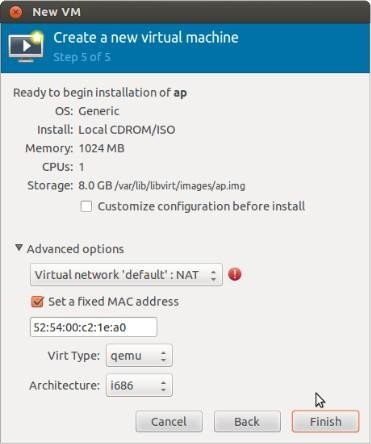 New VM
Create a new virtual machine
Step 5 of 5
Ready to begin installation of ap
OS: Generic
Install: Local CDROM/ISO
Memory: 1024 MB
CPUs: 1
Storage: 8.0 GB /var/lib/libvirt/images/ap.img
Customize configuration before install
Advanced options
Virtual network 'default' : NAT
Set a fixed MAC address
52:54:00:c2:1e:a0
Virt Type: qemu
Architecture: i686
Cancel Back Finish